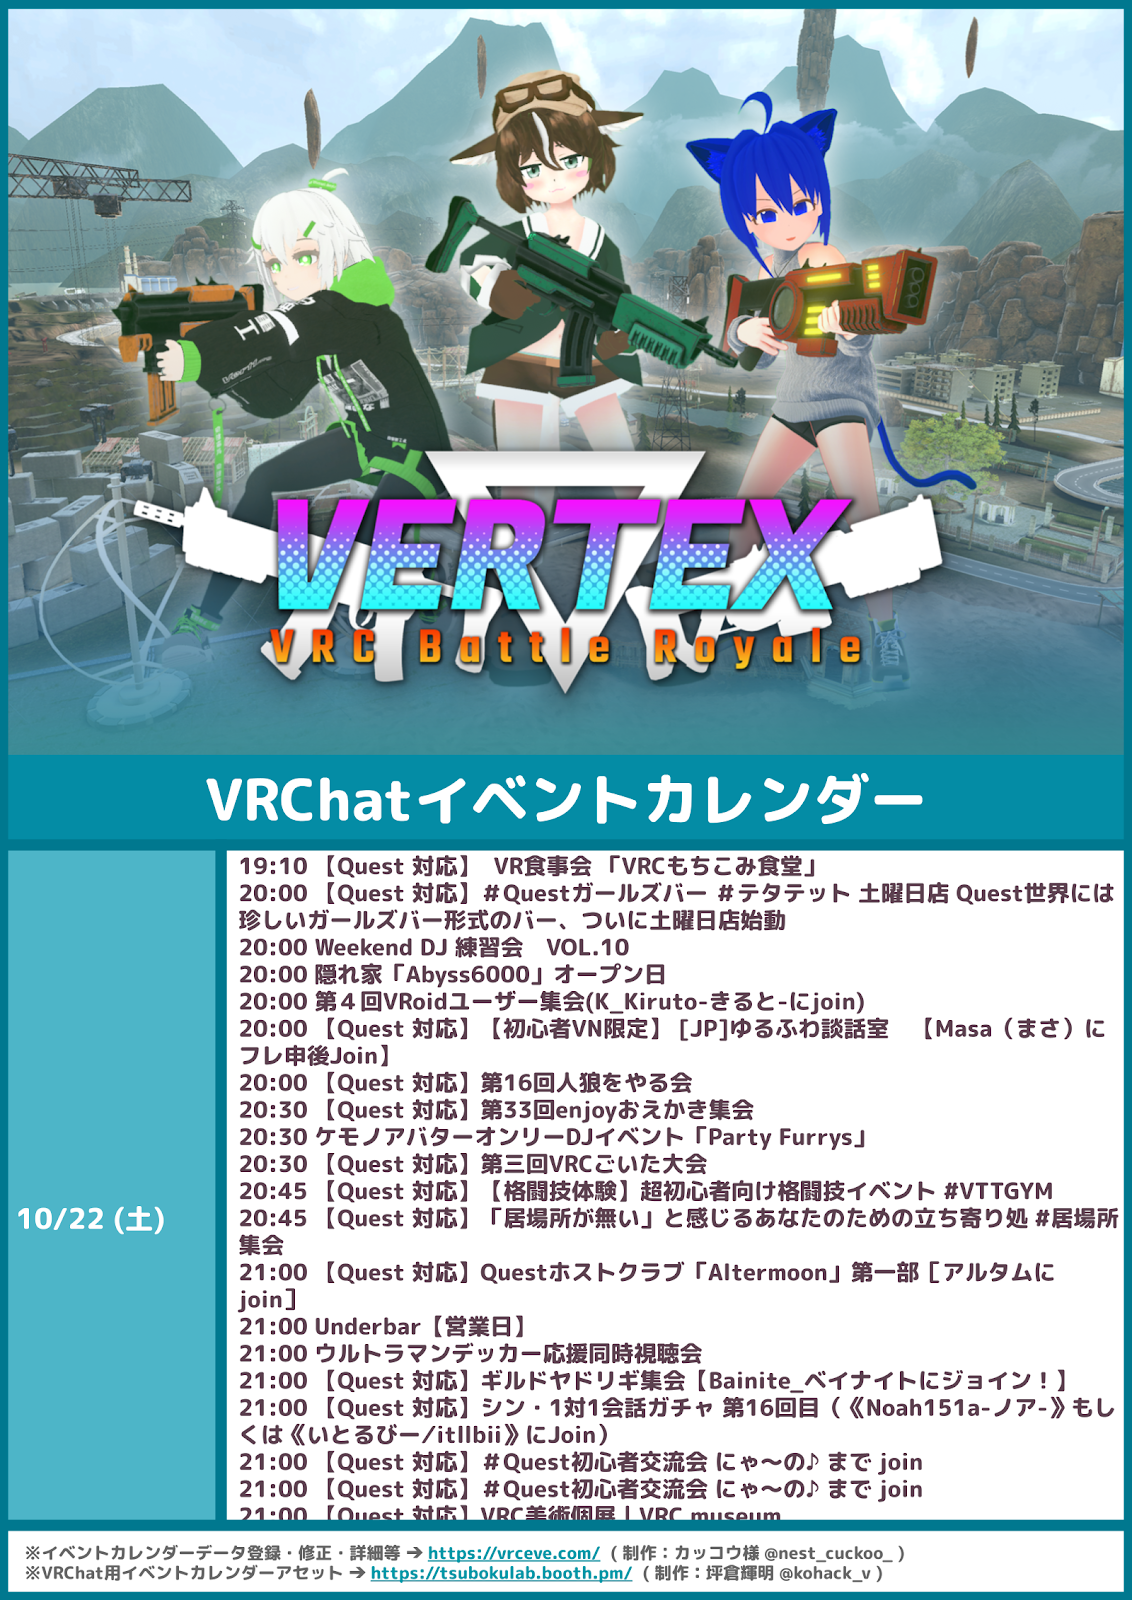 VERTEX
VRC Battle Royale
VRChatイベントカレンダー
10/22 (土)
19:10 【Quest 対応】 VR食事会 「VRCもちこみ食堂」
20:00 【Quest 対応】＃Questガールズバー ＃テタテット 土曜日店 Quest世界には
珍しいガールズバー形式のバー、ついに土曜日店始動
20:00 Weekend DJ 練習会　VOL.10
20:00 隠れ家「Abyss6000」オープン日
20:00 第４回VRoidユーザー集会(K_Kiruto-きると-にjoin)
20:00 【Quest 対応】【初心者VN限定】 [JP]ゆるふわ談話室　【Masa（まさ）に
フレ申後Join】
20:00 【Quest 対応】第16回人狼をやる会
20:30 【Quest 対応】第33回enjoyおえかき集会
20:30 ケモノアバターオンリーDJイベント「Party Furrys」
20:30 【Quest 対応】第三回VRCごいた大会
20:45 【Quest 対応】【格闘技体験】超初心者向け格闘技イベント #VTTGYM
20:45 【Quest 対応】「居場所が無い」と感じるあなたのための立ち寄り処 #居場所
集会
21:00 【Quest 対応】Questホストクラブ「Altermoon」第一部［アルタムに
join］
21:00 Underbar【営業日】
21:00 ウルトラマンデッカー応援同時視聴会
21:00 【Quest 対応】ギルドヤドリギ集会【Bainite_ベイナイトにジョイン！】
21:00 【Quest 対応】シン・1対1会話ガチャ 第16回目（《Noah151a-ノア-》もし
くは《いとるびー/itllbii》にJoin）
21:00 【Quest 対応】＃Quest初心者交流会 にゃ～の♪ まで join
21:00 【Quest 対応】＃Quest初心者交流会 にゃ～の♪ まで join
21:00 【Quest 対応】VRC美術個展 | VRC museum
※イベントカレンダーデータ登録・修正・詳細等 ➔ https://vrceve.com/ （制作：カッコウ様 @nest_cuckoo_ ）
※VRChat用イベントカレンダーアセット ➔ https://tsubokulab.booth.pm/ （制作：坪倉輝明 @kohack_v ）